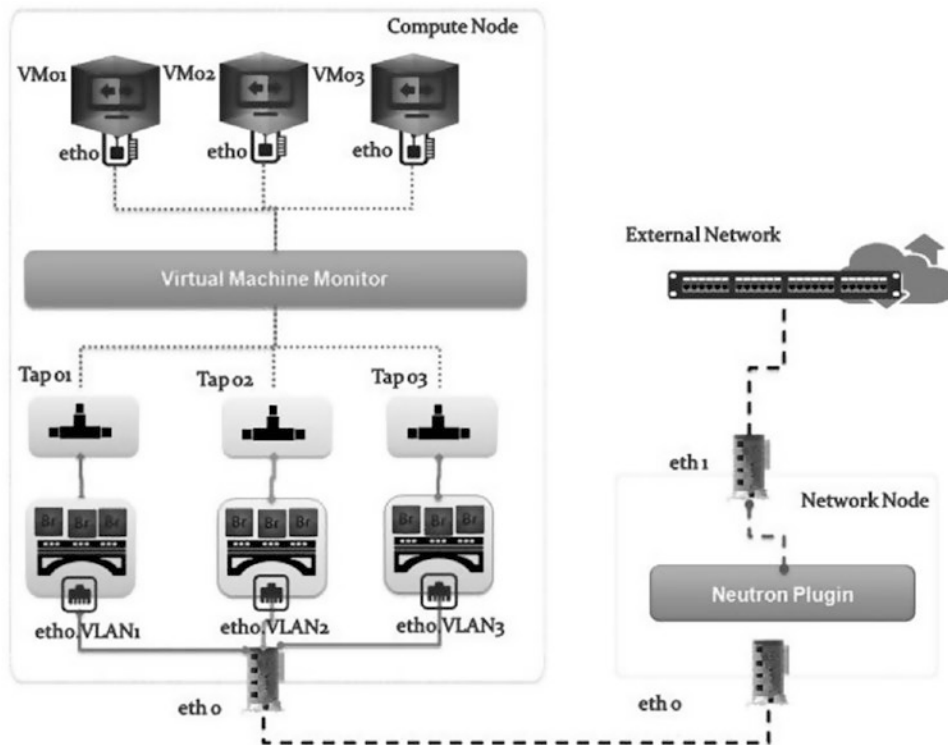 Compute Node
VM01
VM02
VM03
eth0
eth0
eth0
Virtual Machine Monitor
External Network
Tap 01
Tap 02
Tap 03
Br Br Br
Br Br Br
Br Br Br
eth0.VLAN1
eth0.VLAN2
eth0.VLAN3
eth 0
eth 1
Network Node
Neutron Plugin
eth 0